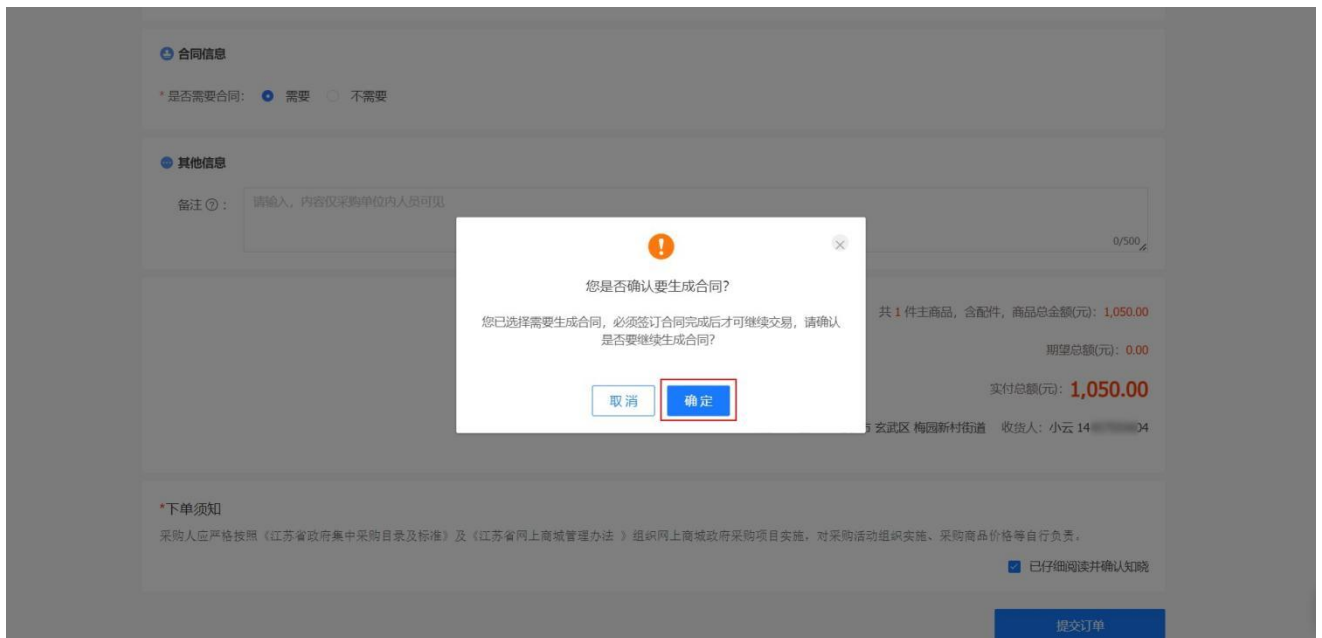 合同信息
*是否需要合同: 需要 不需要
其他信息
备注?: 请输入, 内容仅采购单位内人员可见
0/500
您是否确认要生成合同?
您已选择需要生成合同, 必须签订合同完成后才可继续交易, 请确认
是否要继续生成合同?
取消 确定
共 1 件主商品, 含配件, 商品总金额(元): 1,050.00
期望总额(元): 0.00
实付总额(元): 1,050.00
玄武区 梅园新村街道 收货人: 小云 14 04
*下单须知
采购人应严格按照《江苏省政府集中采购目录及标准》及《江苏省网上商城管理办法 》组织网上商城政府采购项目实施, 对采购活动组织实施、采购商品价格等自行负责。
已仔细阅读并确认知晓
提交订单